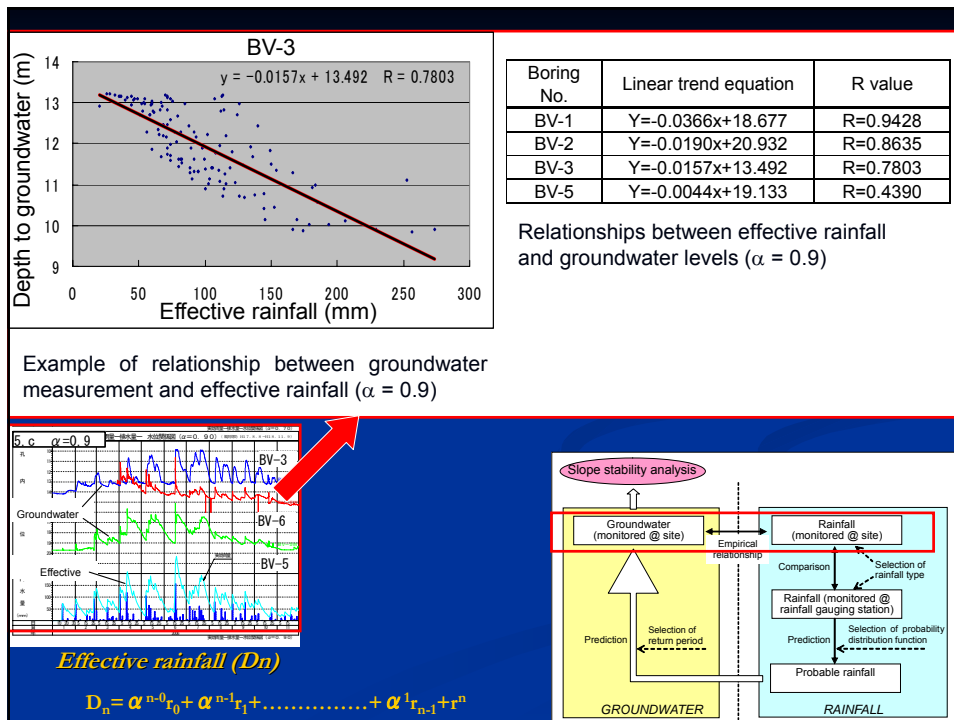 BV-3
y = -0.0157x + 13.492 R = 0.7803
Depth to groundwater (m)
14
13
12
11
10
9
0 50 100 150 200 250 300
Effective rainfall (mm)
Example of relationship between groundwater
measurement and effective rainfall (α = 0.9)
Boring No. Linear trend equation R value
BV-1 Y=-0.0366x+18.677 R=0.9428
BV-2 Y=-0.0190x+20.932 R=0.8635
BV-3 Y=-0.0157x+13.492 R=0.7803
BV-5 Y=-0.0044x+19.133 R=0.4390
Relationships between effective rainfall
and groundwater levels (α = 0.9)
5.c α=0.9
孔
内
位
水
量
BV-3
Groundwater
BV-6
BV-5
Effective
Effective rainfall (Dn)
Dn= α n-0r0+ α n-1r1+……………+ α 1rn-1+rn
Slope stability analysis
Groundwater
(monitored @ site)
Empirical
relationship
Rainfall
(monitored @ site)
Comparison
Selection of
rainfall type
Rainfall (monitored @
rainfall gauging station)
Prediction
Selection of
return period
Prediction
Selection of probability
distribution function
Probable rainfall
GROUNDWATER
RAINFALL